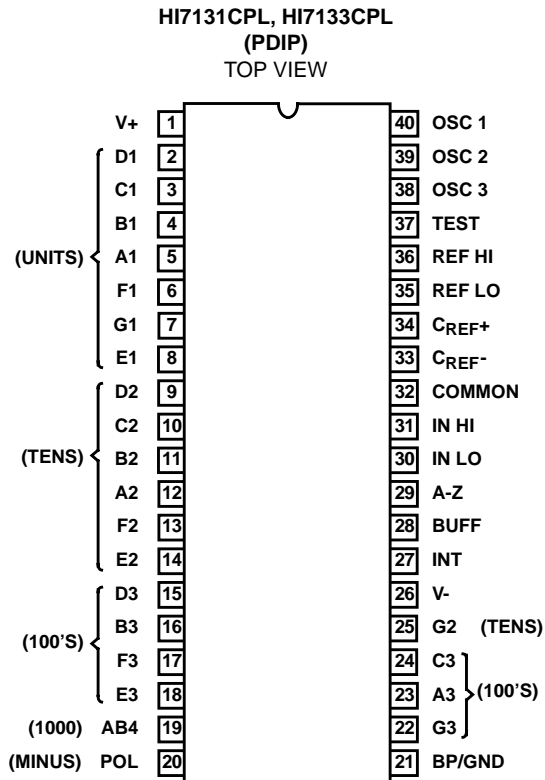 HI7131CPL, HI7133CPL
(PDIP)
TOP VIEW
V+ 1 40 OSC 1
D1 2 39 OSC 2
C1 3 38 OSC 3
B1 4 37 TEST
(UNITS) A1 5 36 REF HI
F1 6 35 REF LO
G1 7 34 CREF+
E1 8 33 CREF-
D2 9 32 COMMON
C2 10 31 IN HI
(TENS) B2 11 30 IN LO
A2 12 29 A-Z
F2 13 28 BUFF
E2 14 27 INT
D3 15 26 V-
(100'S) B3 16 25 G2 (TENS)
F3 17 24 C3
E3 18 23 A3 (100'S)
(1000) AB4 19 22 G3
(MINUS) POL 20 21 BP/GND